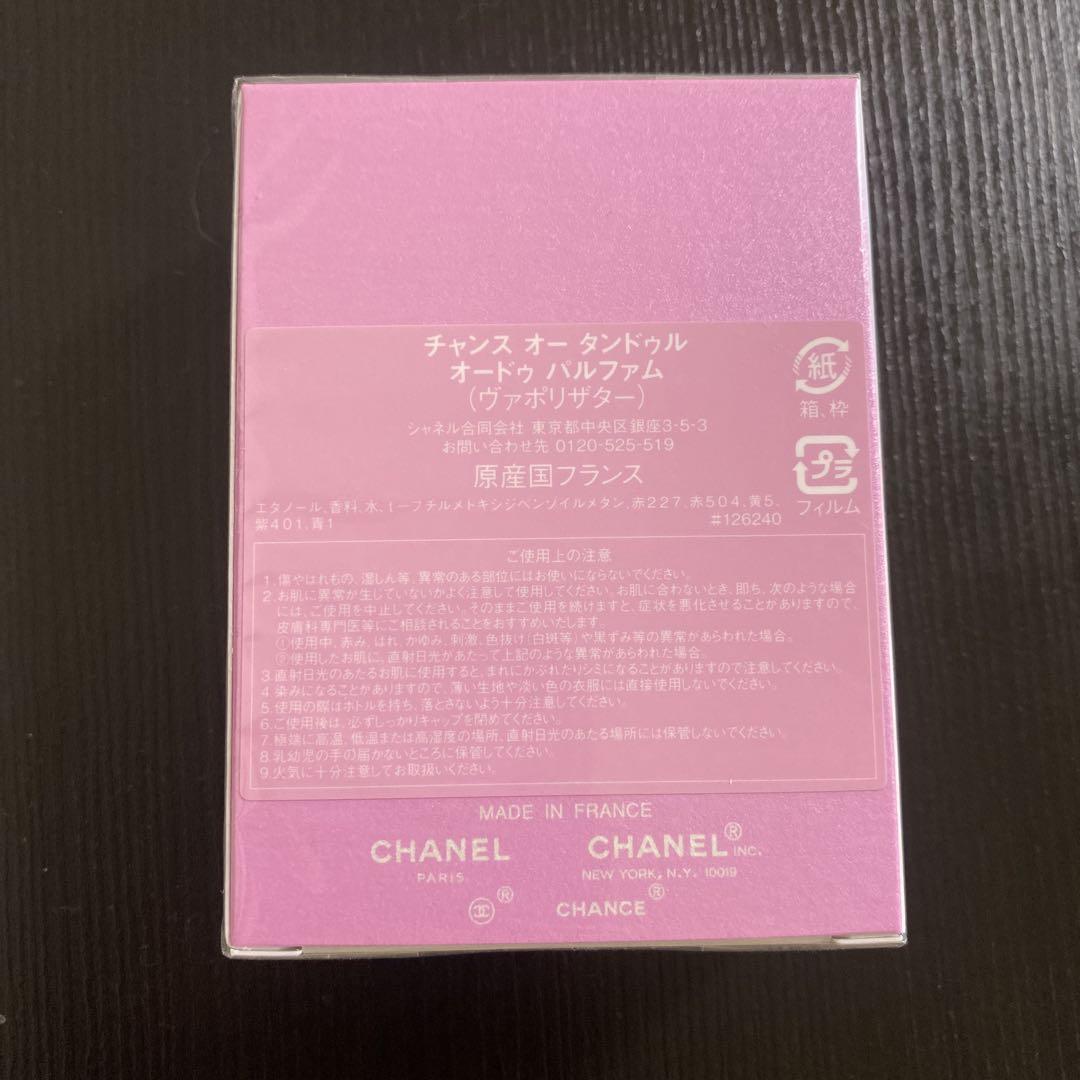 チャンス オー タンドゥル
オードゥ パルファム
(ヴァポリザター)
シャネル合同会社 東京都中央区銀座3-5-3
お問い合わせ先 0120-525-519
原産国フランス
紙
箱、枠
プラ
フィルム
エタノール、香料、水、t-ブチルメトキシジベンゾイルメタン、赤227、赤504、黄5、
紫401、青1 #126240
ご使用上の注意
1.傷やはれもの、湿しん等、異常のある部位にはお使いにならないでください。
2.お肌に異常が生じていないかよく注意して使用してください。お肌に合わないとき、即ち、次のような場合
には、ご使用を中止してください。そのままご使用を続けますと、症状を悪化させることがありますので、
皮膚科専門医等にご相談されることをおすすめいたします。
①使用中、赤み、はれ、かゆみ、刺激、色抜け(白斑等)や黒ずみ等の異常があらわれた場合。
②使用したお肌に、直射日光があたって上記のような異常があらわれた場合。
3.直射日光のあたるお肌に使用すると、まれにかぶれたりシミになることがありますので注意してください。
4.染みになることがありますので、薄い生地や淡い色の衣服には直接使用しないでください。
5.使用の際はボトルを持ち、落とさないよう十分注意してください。
6.ご使用後は、必ずしっかりキャップを閉めてください。
7.極端に高温、低温または高湿度の場所、直射日光のあたる場所には保管しないでください。
8.乳幼児の手の届かないところに保管してください。
9.火気に十分注意してお取扱いください。
MADE IN FRANCE
CHANEL CHANEL® INC.
PARIS NEW YORK, N.Y. 10019
® CHANCE®